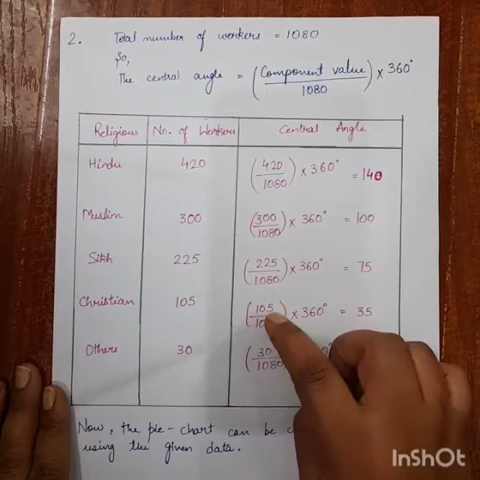 2. Total number of workers = 1080
So,
The central angle = (Component value / 1080) × 360°
Religious No. of Workers Central Angle
Hindu 420 (420/1080) × 360° = 140
Muslim 300 (300/1080) × 360° = 100
Sikh 225 (225/1080) × 360° = 75
Christian 105 (105/10 × 360° = 35
Others 30 (30/1080
Now, the pie-chart can be
using the given data.
InShOt